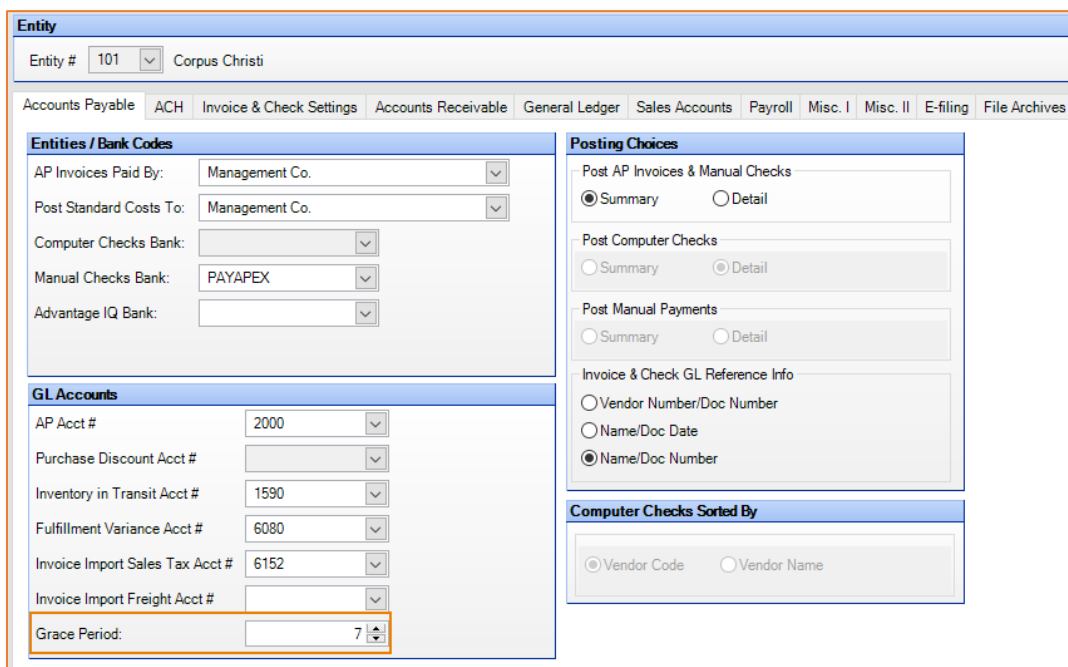 Entity
Entity # 101 Corpus Christi
Accounts Payable ACH Invoice & Check Settings Accounts Receivable General Ledger Sales Accounts Payroll Misc. I Misc. II E-filing File Archives
Entities / Bank Codes
AP Invoices Paid By: Management Co.
Post Standard Costs To: Management Co.
Computer Checks Bank:
Manual Checks Bank: PAYAPEX
Advantage IQ Bank:
GL Accounts
AP Acct # 2000
Purchase Discount Acct #
Inventory in Transit Acct # 1590
Fulfillment Variance Acct # 6080
Invoice Import Sales Tax Acct # 6152
Invoice Import Freight Acct #
Grace Period: 7
Posting Choices
Post AP Invoices & Manual Checks
Summary Detail
Post Computer Checks
Summary Detail
Post Manual Payments
Summary Detail
Invoice & Check GL Reference Info
Vendor Number/Doc Number
Name/Doc Date
Name/Doc Number
Computer Checks Sorted By
Vendor Code Vendor Name